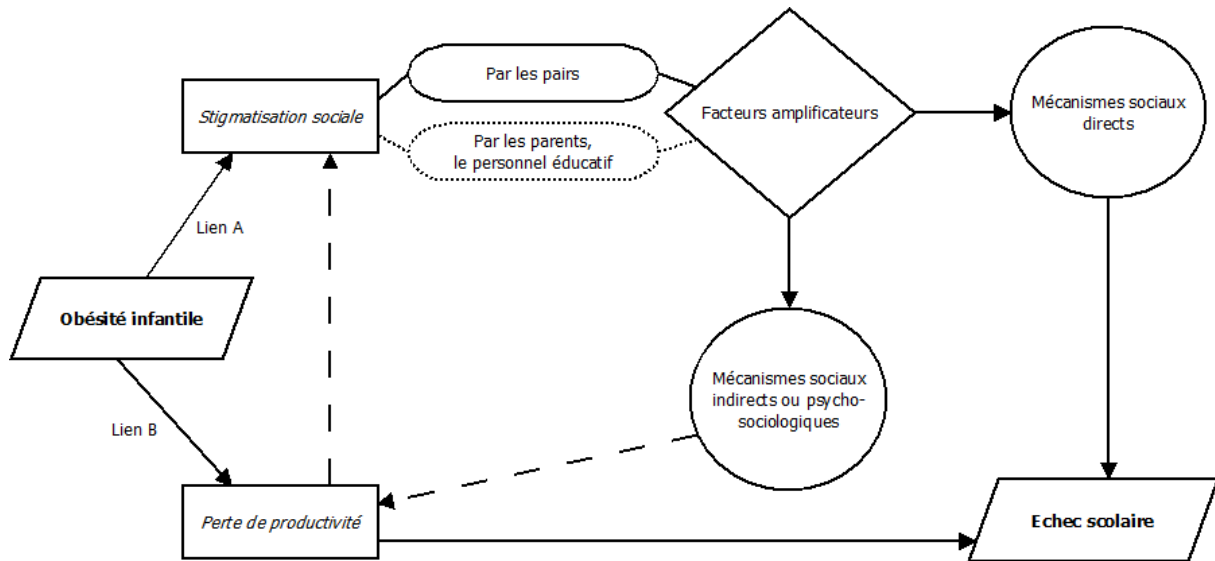 Par les pairs
Stigmatisation sociale
Par les parents,
le personnel éducatif
Facteurs amplificateurs
Mécanismes sociaux
directs
Lien A
Obésité infantile
Mécanismes sociaux
indirects ou psycho-
sociologiques
Lien B
Perte de productivité
Echec scolaire